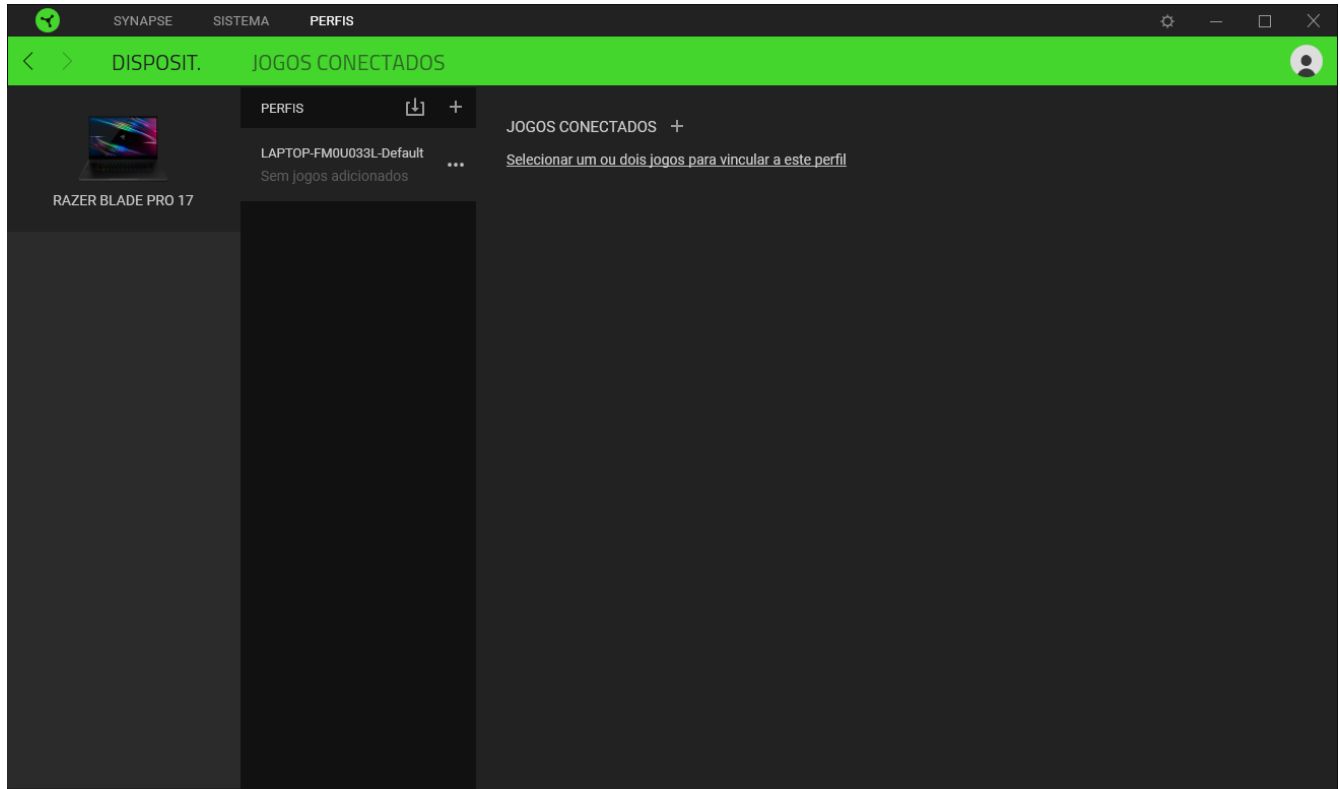 SYNAPSE SISTEMA PERFIS
DISPOSIT. JOGOS CONECTADOS
RAZER BLADE PRO 17
PERFIS
LAPTOP-FM0U033L-Default
Sem jogos adicionados
JOGOS CONECTADOS +
Selecionar um ou dois jogos para vincular a este perfil